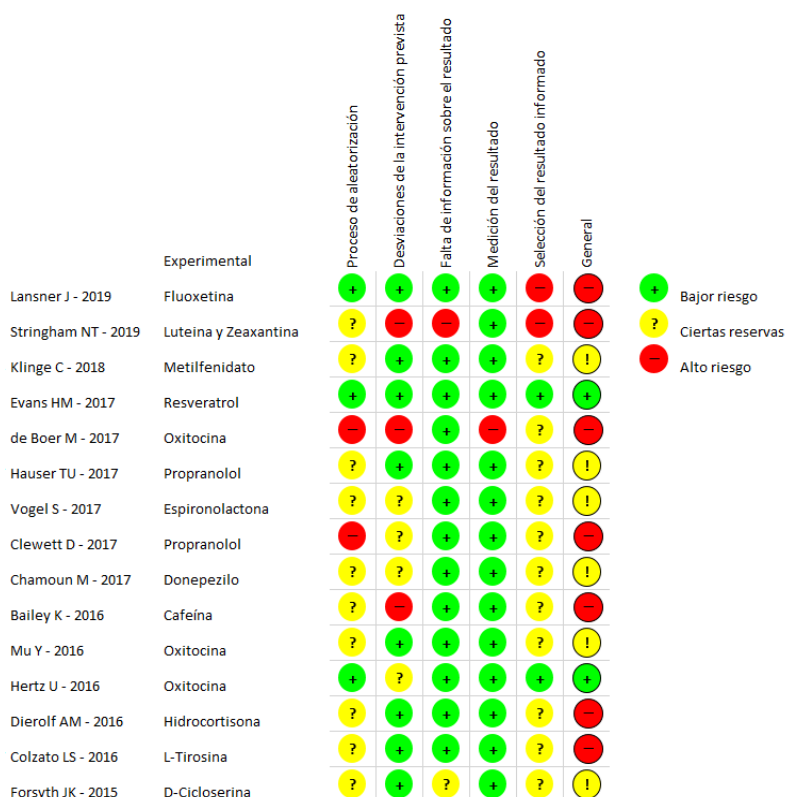 Proceso de aleatorización
Desviaciones de la intervención prevista
Falta de información sobre el resultado
Medición del resultado
Selección del resultado informado
General
Experimental
Lansner J - 2019 Fluoxetina + + + + − − + Bajor riesgo
Stringham NT - 2019 Luteina y Zeaxantina ? − − + − − ? Ciertas reservas
Klinge C - 2018 Metilfenidato ? + + + ? ! − Alto riesgo
Evans HM - 2017 Resveratrol + + + + + +
de Boer M - 2017 Oxitocina − − + − ? −
Hauser TU - 2017 Propranolol ? + + + ? !
Vogel S - 2017 Espironolactona ? ? + + ? !
Clewett D - 2017 Propranolol − ? + + ? −
Chamoun M - 2017 Donepezilo ? ? + + ? !
Bailey K - 2016 Cafeína ? − + + ? −
Mu Y - 2016 Oxitocina ? + + + ? !
Hertz U - 2016 Oxitocina + ? + + + +
Dierolf AM - 2016 Hidrocortisona ? + + + ? −
Colzato LS - 2016 L-Tirosina ? + + + ? −
Forsyth JK - 2015 D-Cicloserina ? + ? + ? !